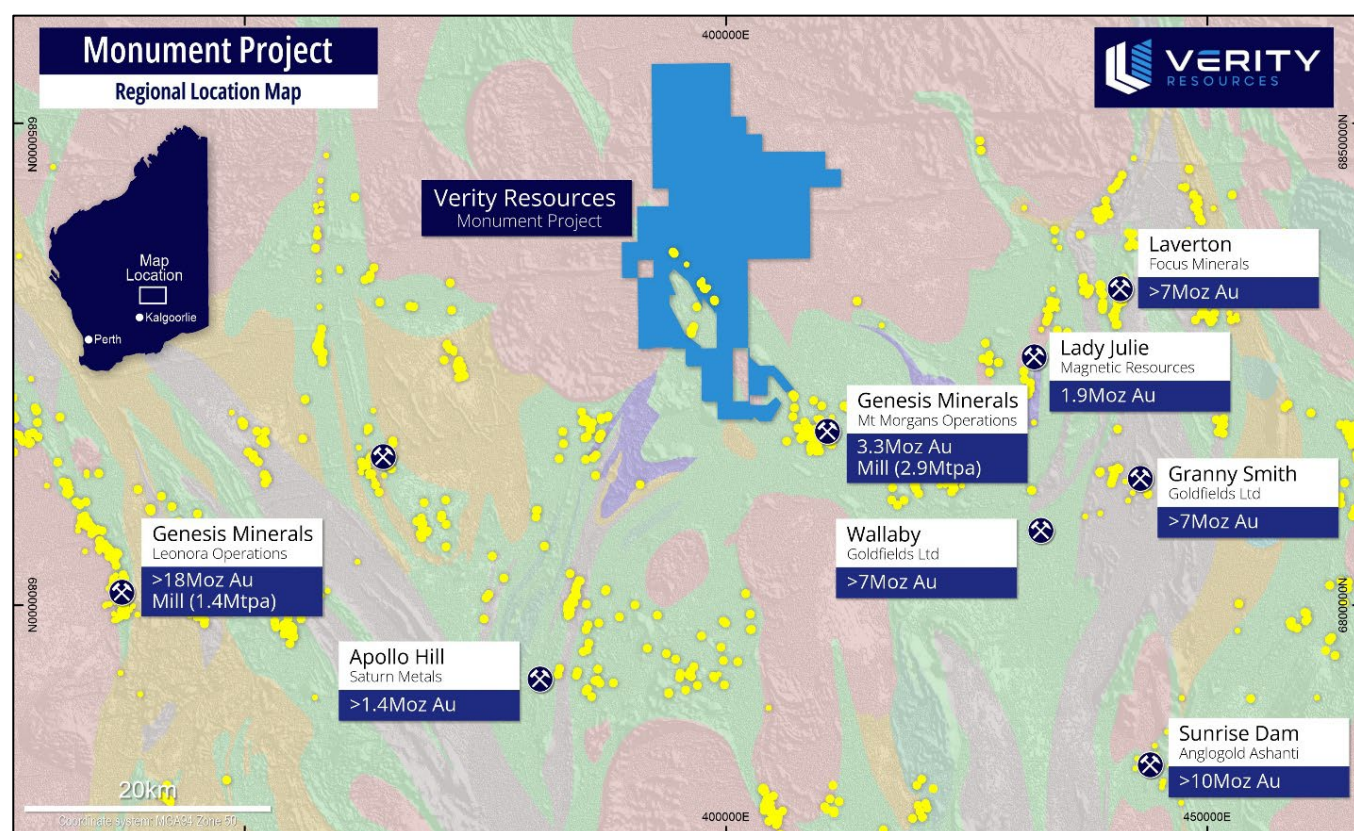 Monument Project
Regional Location Map
400000E
VERITY
RESOURCES
6850000N
6850000N
Map
Location
Kalgoorlie
Perth
Verity Resources
Monument Project
Laverton
Focus Minerals
>7Moz Au
Lady Julie
Magnetic Resources
1.9Moz Au
Genesis Minerals
Mt Morgans Operations
3.3Moz Au
Mill (2.9Mtpa)
Granny Smith
Goldfields Ltd
>7Moz Au
Wallaby
Goldfields Ltd
>7Moz Au
Genesis Minerals
Leonora Operations
>18Moz Au
Mill (1.4Mtpa)
6800000N
6800000N
Apollo Hill
Saturn Metals
>1.4Moz Au
Sunrise Dam
Anglogold Ashanti
>10Moz Au
20km
Coordinate system: MGA94 Zone 50
400000E
450000E